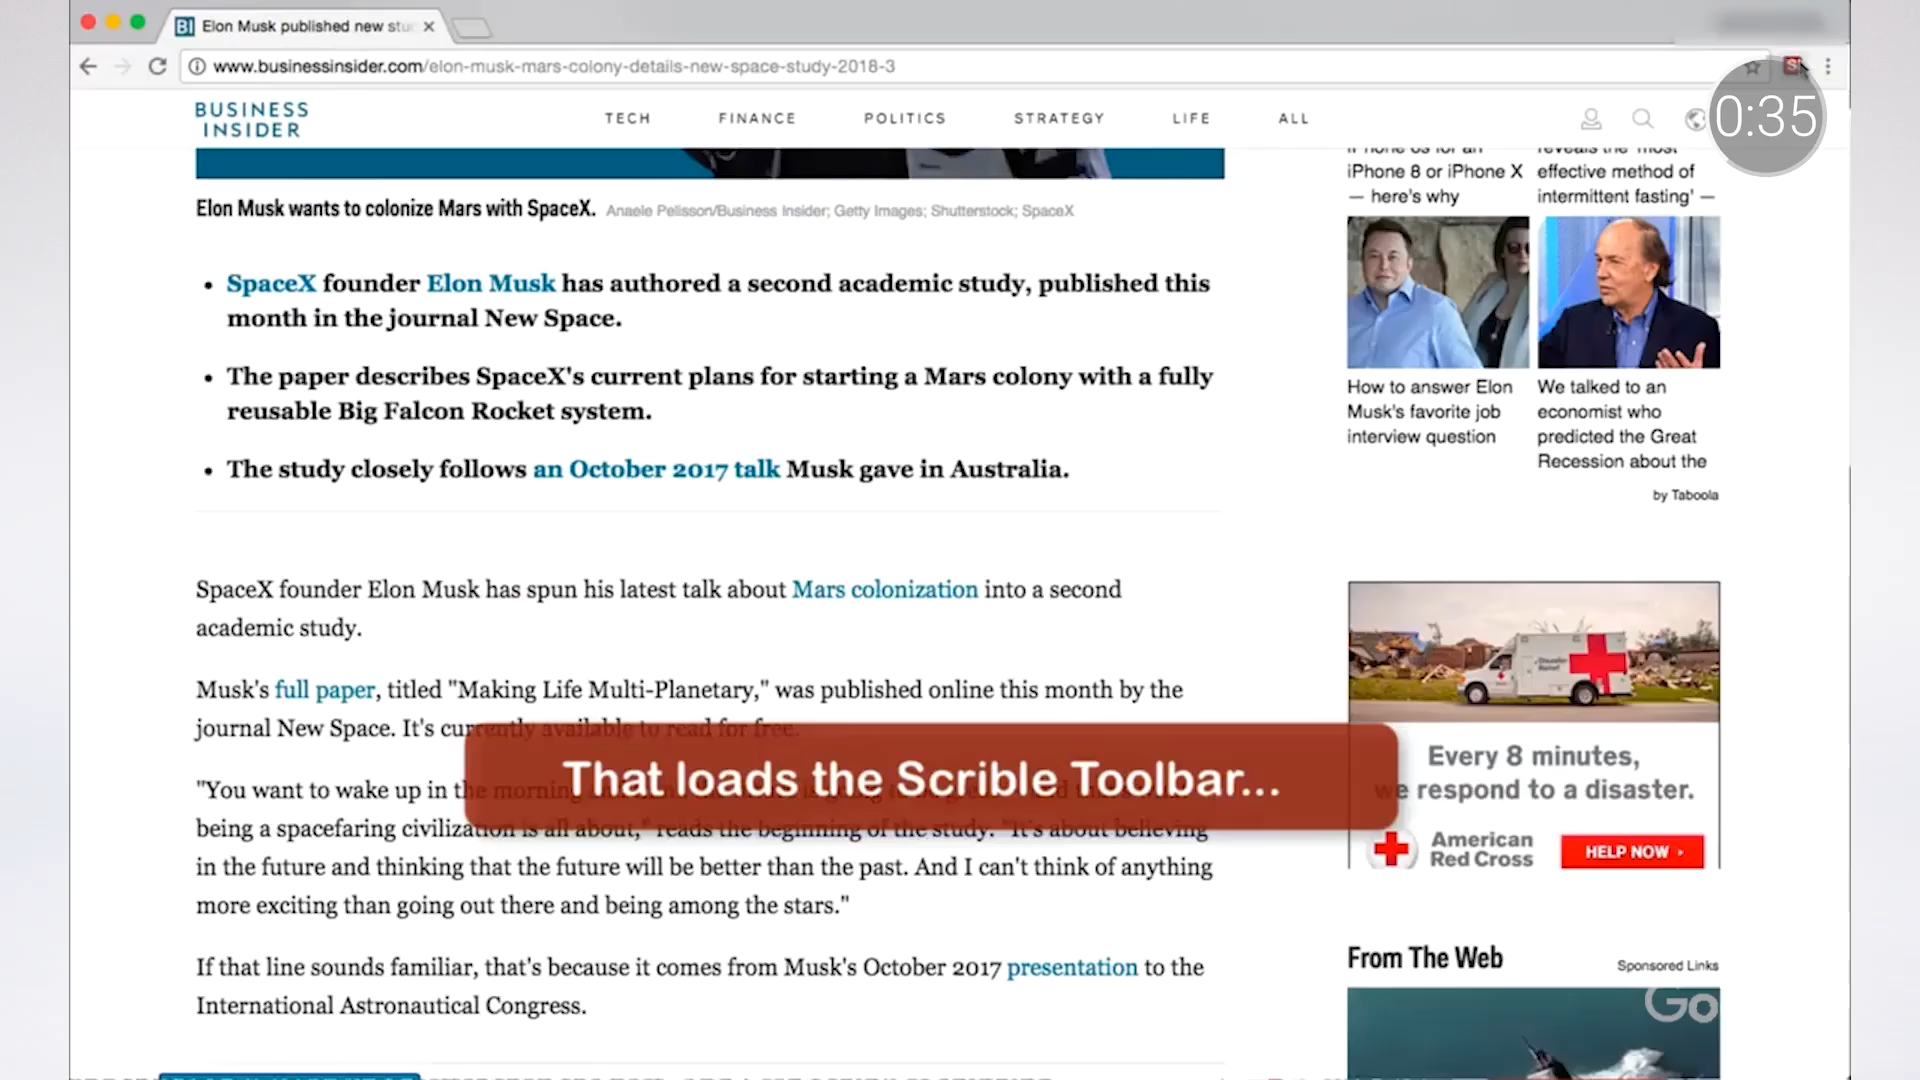 BI Elon Musk published new stu
www.businessinsider.com/elon-musk-mars-colony-details-new-space-study-2018-3
0:35
BUSINESS
INSIDER
TECH FINANCE POLITICS STRATEGY LIFE ALL
Elon Musk wants to colonize Mars with SpaceX. Anaele Pelisson/Business Insider; Getty Images; Shutterstock; SpaceX
• SpaceX founder Elon Musk has authored a second academic study, published this
month in the journal New Space.
• The paper describes SpaceX's current plans for starting a Mars colony with a fully
reusable Big Falcon Rocket system.
• The study closely follows an October 2017 talk Musk gave in Australia.
SpaceX founder Elon Musk has spun his latest talk about Mars colonization into a second
academic study.
Musk's full paper, titled "Making Life Multi-Planetary," was published online this month by the
journal New Space. It's currently available to read for free.
That loads the Scrible Toolbar...
"You want to wake up in the morning
being a spacefaring civilization is all about," reads the beginning of the study. "It's about believing
in the future and thinking that the future will be better than the past. And I can't think of anything
more exciting than going out there and being among the stars."
If that line sounds familiar, that's because it comes from Musk's October 2017 presentation to the
International Astronautical Congress.
iPhone 8 or iPhone X
— here's why
reveals the 'most
effective method of
intermittent fasting' —
How to answer Elon
Musk's favorite job
interview question
We talked to an
economist who
predicted the Great
Recession about the
by Taboola
Every 8 minutes,
we respond to a disaster.
American
Red Cross
HELP NOW
From The Web
Sponsored Links
Go